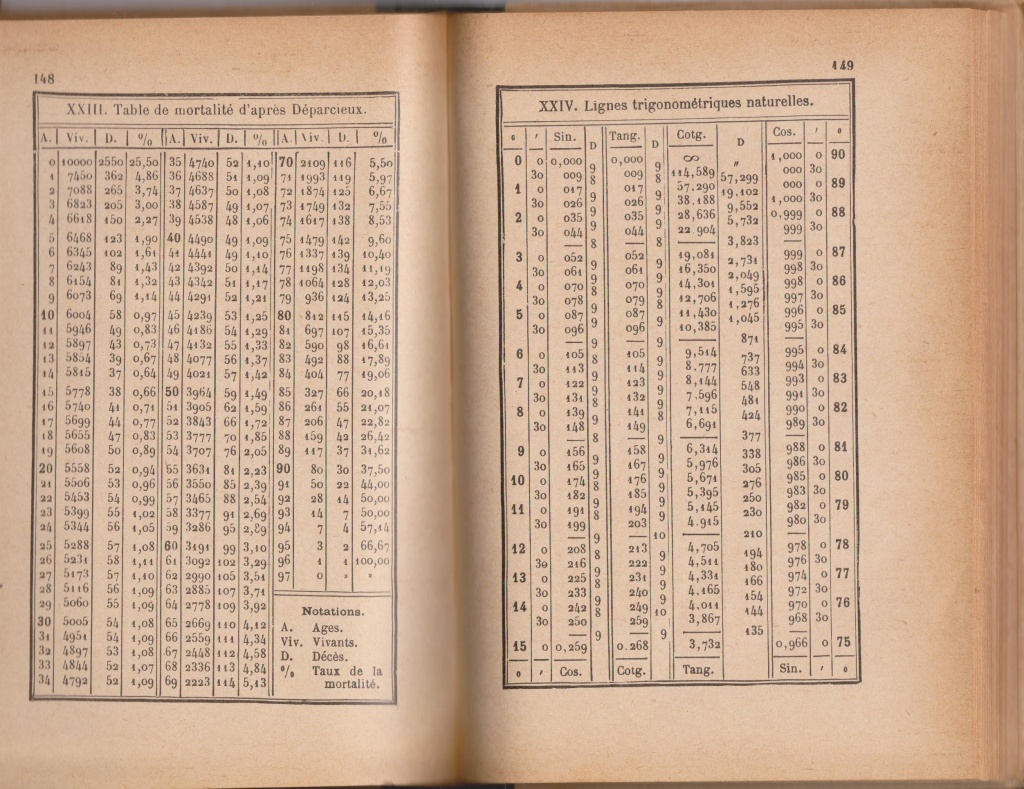 148
XXIII. Table de mortalité d'après Déparcieux.
A. Viv. D. % A. Viv. D. % A. Viv. D. %
0 10000 2550 25,50 35 4740 52 1,10 70 2109 116 5,50
1 7450 362 4,86 36 4688 51 1,09 71 1993 119 5,97
2 7088 265 3,74 37 4637 50 1,08 72 1874 125 6,67
3 6823 205 3,00 38 4587 49 1,07 73 1749 132 7,55
4 6618 150 2,27 39 4538 48 1,06 74 1617 138 8,53
5 6468 123 1,90 40 4490 49 1,09 75 1479 142 9,60
6 6345 102 1,61 41 4441 49 1,10 76 1337 139 10,40
7 6243 89 1,43 42 4392 50 1,14 77 1198 134 11,19
8 6154 81 1,32 43 4342 51 1,17 78 1064 128 12,03
9 6073 69 1,14 44 4291 52 1,21 79 936 124 13,25
10 6004 58 0,97 45 4239 53 1,25 80 812 115 14,16
11 5946 49 0,83 46 4186 54 1,29 81 697 107 15,35
12 5897 43 0,73 47 4132 55 1,33 82 590 98 16,61
13 5854 39 0,67 48 4077 56 1,37 83 492 88 17,89
14 5815 37 0,64 49 4021 57 1,42 84 404 77 19,06
15 5778 38 0,66 50 3964 59 1,49 85 327 66 20,18
16 5740 41 0,71 51 3905 62 1,59 86 261 55 21,07
17 5699 44 0,77 52 3843 66 1,72 87 206 47 22,82
18 5655 47 0,83 53 3777 70 1,85 88 159 42 26,42
19 5608 50 0,89 54 3707 76 2,05 89 117 37 31,62
20 5558 52 0,94 55 3631 81 2,23 90 80 30 37,50
21 5506 53 0,96 56 3550 85 2,39 91 50 22 44,00
22 5453 54 0,99 57 3465 88 2,54 92 28 14 50,00
23 5399 55 1,02 58 3377 91 2,69 93 14 7 50,00
24 5344 56 1,05 59 3286 95 2,89 94 7 4 57,14
25 5288 57 1,08 60 3191 99 3,10 95 3 2 66,67
26 5231 58 1,11 61 3092 102 3,29 96 1 1 100,00
27 5173 57 1,10 62 2990 105 3,51 97 0 " "
28 5116 56 1,09 63 2885 107 3,71
29 5060 55 1,09 64 2778 109 3,92
30 5005 54 1,08 65 2669 110 4,12
31 4951 54 1,09 66 2559 111 4,34
32 4897 53 1,08 67 2448 112 4,58
33 4844 52 1,07 68 2336 113 4,84
34 4792 52 1,09 69 2223 114 5,13
Notations.
A. Ages.
Viv. Vivants.
D. Décès.
% Taux de la
mortalité.
149
XXIV. Lignes trigonométriques naturelles.
° ' Sin. D Tang. D Cotg. D Cos. ' °
0 0 0,000 0,000 ∞ 1,000 0 90
9 9 "
30 009 009 114,589 000 30
8 8 57,299
1 0 017 017 57.290 000 0 89
9 9 19.102
30 026 026 38.188 1,000 30
9 9 9,552
2 0 035 035 28,636 0,999 0 88
9 9 5,732
30 044 044 22.904 999 30
8 8 3,823
3 0 052 052 19,081 999 0 87
9 9 2,731
30 061 061 16,350 998 30
9 9 2,049
4 0 070 070 14,301 998 0 86
8 9 1,595
30 078 079 12,706 997 30
9 8 1,276
5 0 087 087 11,430 996 0 85
9 9 1,045
30 096 096 10,385 995 30
9 9 871
6 0 105 105 9,514 995 0 84
8 9 737
30 113 114 8.777 994 30
9 9 633
7 0 122 123 8,144 993 0 83
9 9 548
30 131 132 7.596 991 30
8 9 481
8 0 139 141 7,115 990 0 82
9 8 424
30 148 149 6,691 989 30
8 9 377
9 0 156 158 6,314 988 0 81
9 9 338
30 165 167 5,976 986 30
9 9 305
10 0 174 176 5,671 985 0 80
8 9 276
30 182 185 5,395 983 30
9 9 250
11 0 191 194 5,145 982 0 79
8 9 230
30 199 203 4.915 980 30
9 10 210
12 0 208 213 4,705 978 0 78
8 9 194
30 216 222 4,511 976 30
9 9 180
13 0 225 231 4,331 974 0 77
8 9 166
30 233 240 4.165 972 30
9 9 154
14 0 242 249 4,011 970 0 76
8 10 144
30 250 259 3,867 968 30
9 9 135
15 0 0,259 0.268 3,732 0,966 0 75
° ' Cos. Cotg. Tang. Sin. ' °